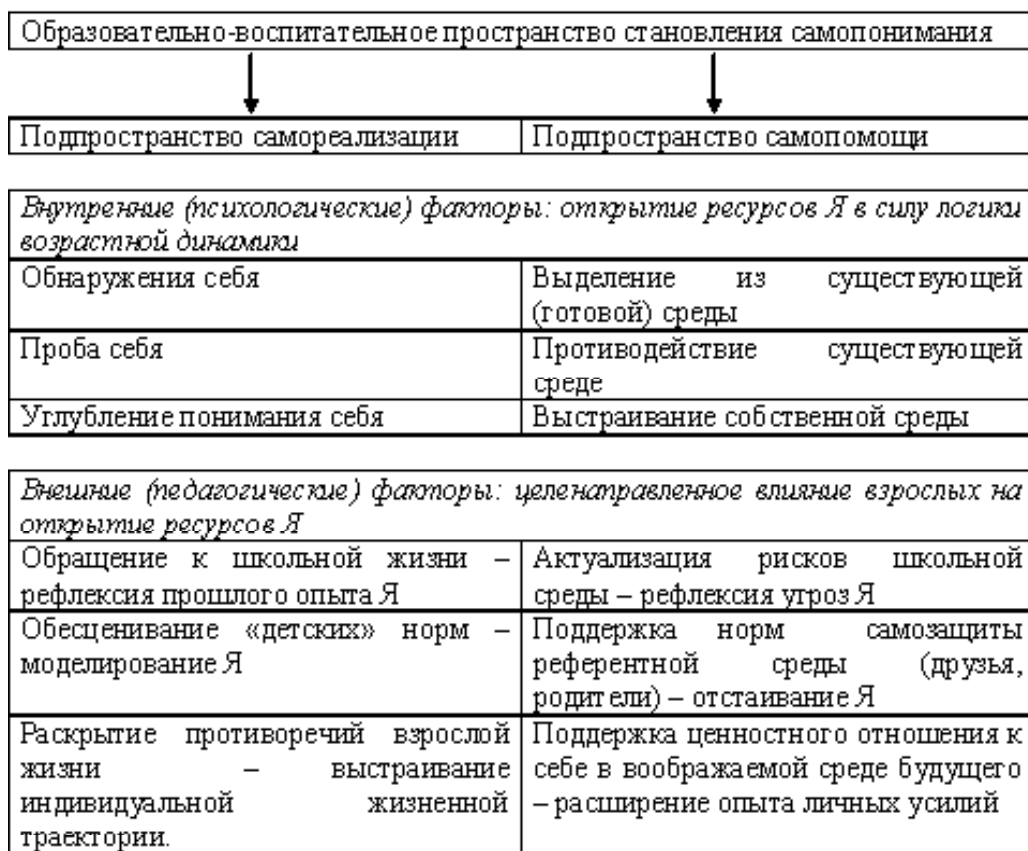 Образовательно-воспитательное пространство становления самопонимания
Подпространство самореализации
Подпространство самопомощи
Внутренние (психологические) факторы: открытие ресурсов Я в силу логики
возрастной динамики
Обнаружения себя
Выделение из существующей
(готовой) среды
Проба себя
Противодействие существующей
среде
Углубление понимания себя
Выстраивание собственной среды
Внешние (педагогические) факторы: целенаправленное влияние взрослых на
открытие ресурсов Я
Обращение к школьной жизни –
рефлексия прошлого опыта Я
Актуализация рисков школьной
среды – рефлексия угроз Я
Обесценивание «детских» норм –
моделирование Я
Поддержка норм самозащиты
референтной среды (друзья,
родители) – отстаивание Я
Раскрытие противоречий взрослой
жизни – выстраивание
индивидуальной жизненной
траектории.
Поддержка ценностного отношения к
себе в воображаемой среде будущего
– расширение опыта личных усилий